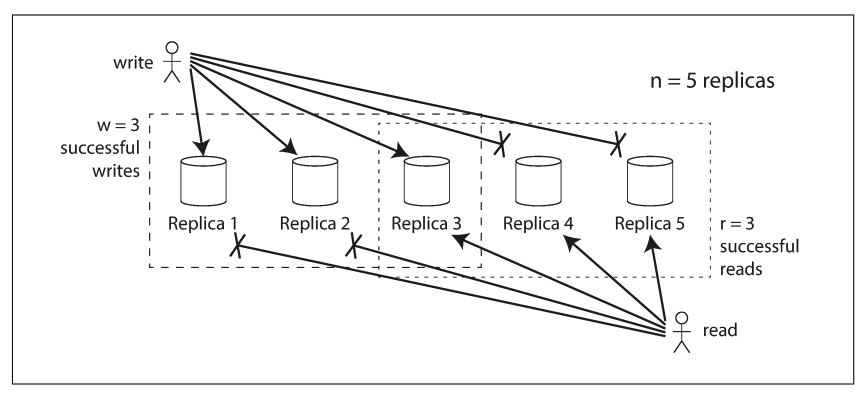 write
n = 5 replicas
w = 3
successful
writes
Replica 1
Replica 2
Replica 3
Replica 4
Replica 5
r = 3
successful
reads
read